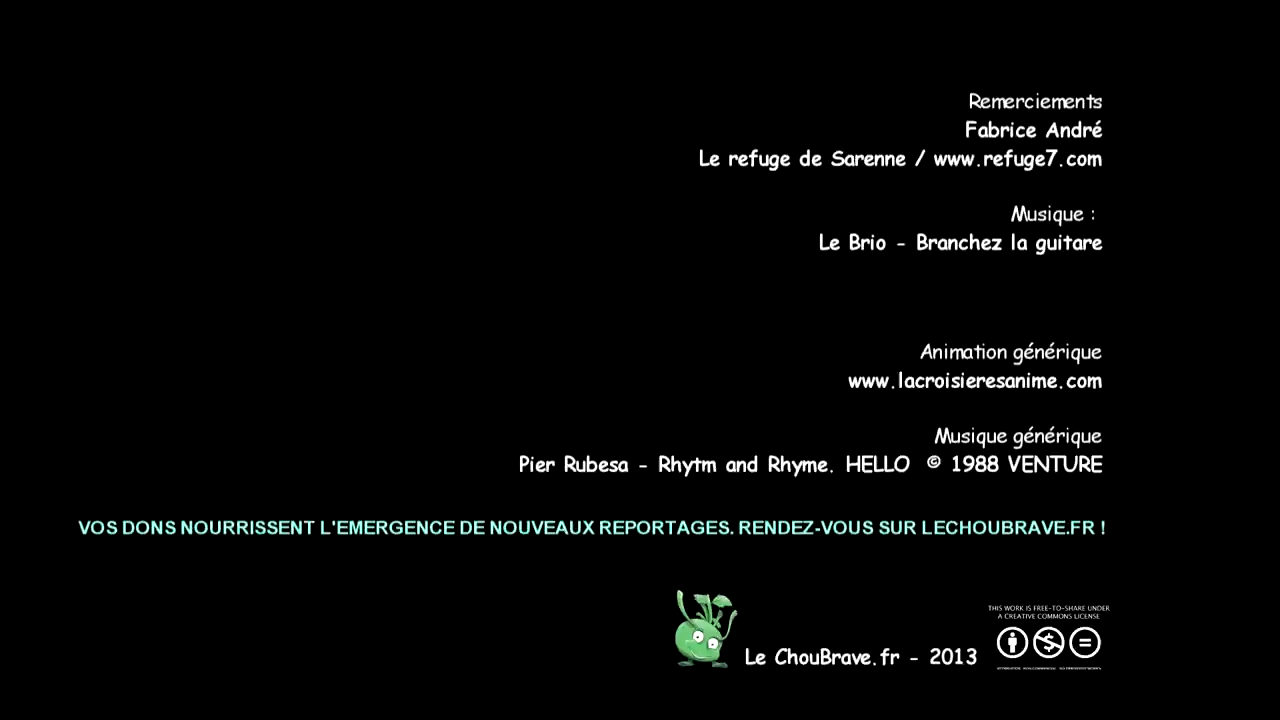 Remerciements
Fabrice André
Le refuge de Sarenne / www.refuge7.com
Musique :
Le Brio - Branchez la guitare
Animation générique
www.lacroisieresanime.com
Musique générique
Pier Rubesa - Rhytm and Rhyme. HELLO © 1988 VENTURE
VOS DONS NOURRISSENT L'EMERGENCE DE NOUVEAUX REPORTAGES. RENDEZ-VOUS SUR LECHOUBRAVE.FR !
THIS WORK IS FREE-TO-SHARE UNDER
A CREATIVE COMMONS LICENSE
Le ChouBrave.fr - 2013